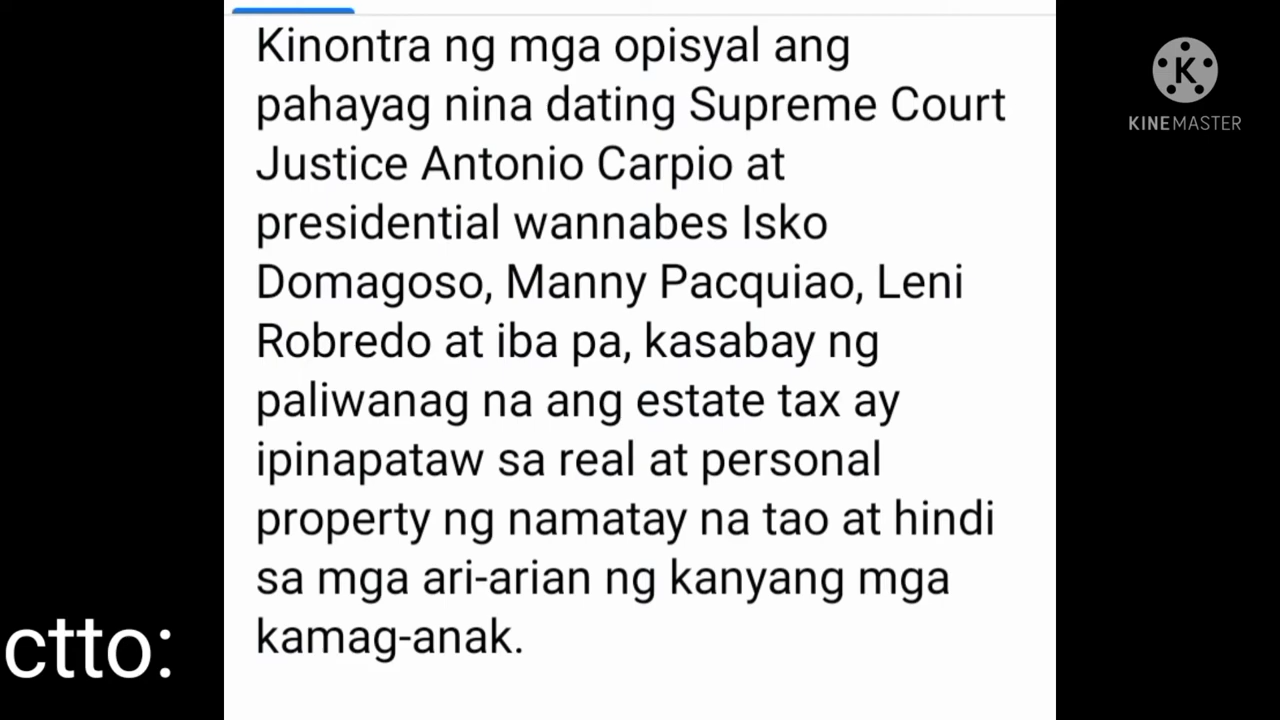 Kinontra ng mga opisyal ang
pahayag nina dating Supreme Court
Justice Antonio Carpio at
presidential wannabes Isko
Domagoso, Manny Pacquiao, Leni
Robredo at iba pa, kasabay ng
paliwanag na ang estate tax ay
ipinapataw sa real at personal
property ng namatay na tao at hindi
sa mga ari-arian ng kanyang mga
kamag-anak.
ctto:
K
KINEMASTER